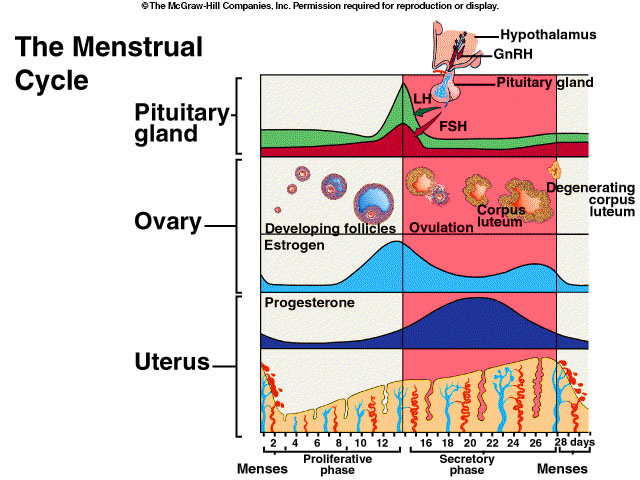 ©The McGraw-Hill Companies, Inc. Permission required for reproduction or display.
The Menstrual
Cycle
Hypothalamus
GnRH
Pituitary gland
Pituitary
gland
LH
FSH
Ovary
Developing follicles
Ovulation
Corpus
luteum
Degenerating
corpus
luteum
Estrogen
Progesterone
Uterus
2 4 6 8 10 12 16 18 20 22 24 26 28 days
Menses
Proliferative
phase
Secretory
phase
Menses